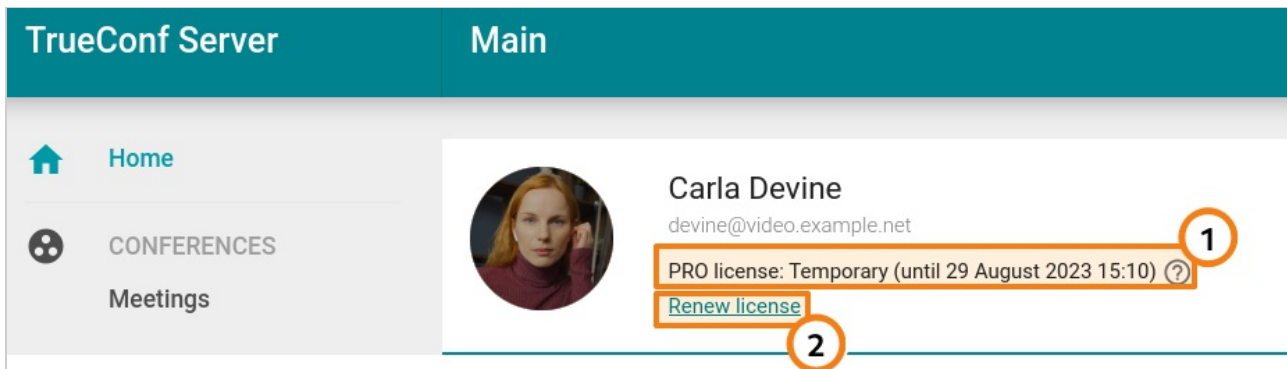 TrueConf Server
Main
Home
CONFERENCES
Meetings
Carla Devine
devine@video.example.net
1
PRO license: Temporary (until 29 August 2023 15:10) ?
Renew license
2